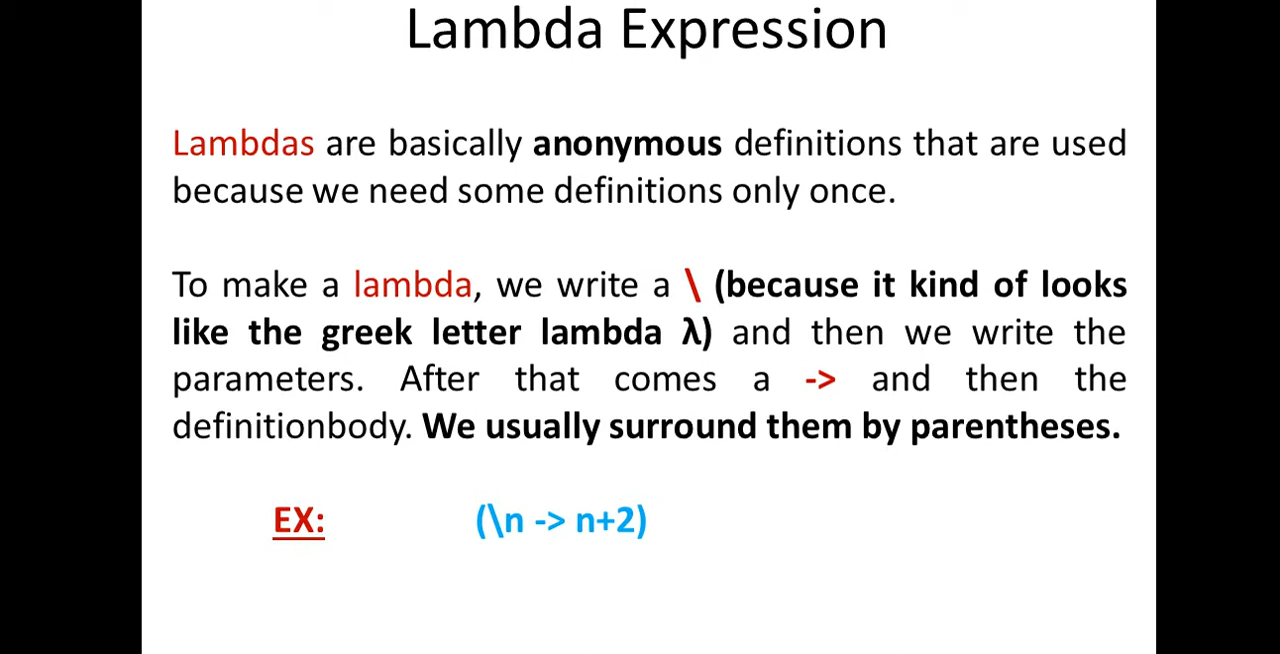 Lambda Expression
Lambdas are basically anonymous definitions that are used
because we need some definitions only once.
To make a lambda, we write a \ (because it kind of looks
like the greek letter lambda λ) and then we write the
parameters. After that comes a -> and then the
definitionbody. We usually surround them by parentheses.
EX: (\n -> n+2)